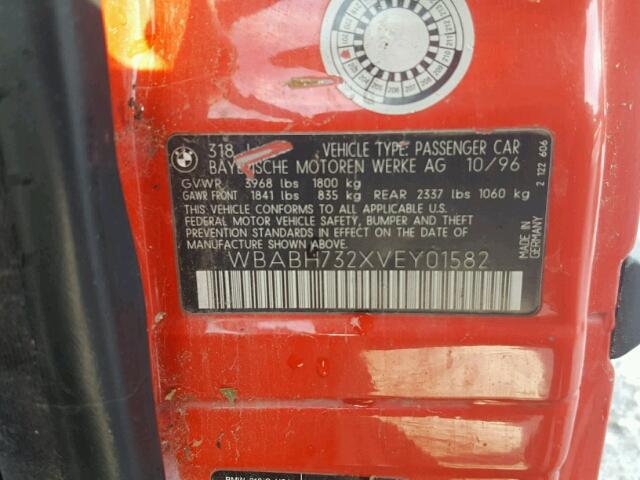 BMW
318 VEHICLE TYPE: PASSENGER CAR
BAYERISCHE MOTOREN WERKE AG 10/96
GVWR 3968 lbs 1800 kg
GAWR FRONT 1841 lbs 835 kg REAR 2337 lbs 1060 kg
THIS VEHICLE CONFORMS TO ALL APPLICABLE U.S.
FEDERAL MOTOR VEHICLE SAFETY, BUMPER AND THEFT
PREVENTION STANDARDS IN EFFECT ON THE DATE OF
MANUFACTURE SHOWN ABOVE.
MADE IN
GERMANY
2 122 606
WBABH732XVEY01582